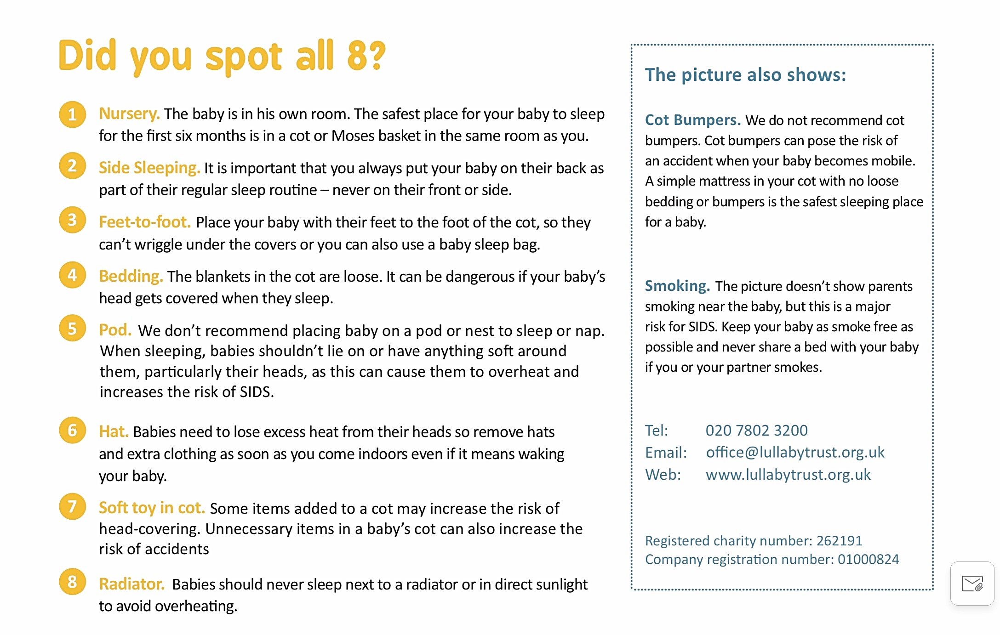 Did you spot all 8?
1 Nursery. The baby is in his own room. The safest place for your baby to sleep
for the first six months is in a cot or Moses basket in the same room as you.
2 Side Sleeping. It is important that you always put your baby on their back as
part of their regular sleep routine – never on their front or side.
3 Feet-to-foot. Place your baby with their feet to the foot of the cot, so they
can’t wriggle under the covers or you can also use a baby sleep bag.
4 Bedding. The blankets in the cot are loose. It can be dangerous if your baby’s
head gets covered when they sleep.
5 Pod. We don’t recommend placing baby on a pod or nest to sleep or nap.
When sleeping, babies shouldn’t lie on or have anything soft around
them, particularly their heads, as this can cause them to overheat and
increases the risk of SIDS.
6 Hat. Babies need to lose excess heat from their heads so remove hats
and extra clothing as soon as you come indoors even if it means waking
your baby.
7 Soft toy in cot. Some items added to a cot may increase the risk of
head-covering. Unnecessary items in a baby’s cot can also increase the
risk of accidents
8 Radiator. Babies should never sleep next to a radiator or in direct sunlight
to avoid overheating.
The picture also shows:
Cot Bumpers. We do not recommend cot
bumpers. Cot bumpers can pose the risk of
an accident when your baby becomes mobile.
A simple mattress in your cot with no loose
bedding or bumpers is the safest sleeping place
for a baby.
Smoking. The picture doesn’t show parents
smoking near the baby, but this is a major
risk for SIDS. Keep your baby as smoke free as
possible and never share a bed with your baby
if you or your partner smokes.
Tel: 020 7802 3200
Email: office@lullabytrust.org.uk
Web: www.lullabytrust.org.uk
Registered charity number: 262191
Company registration number: 01000824